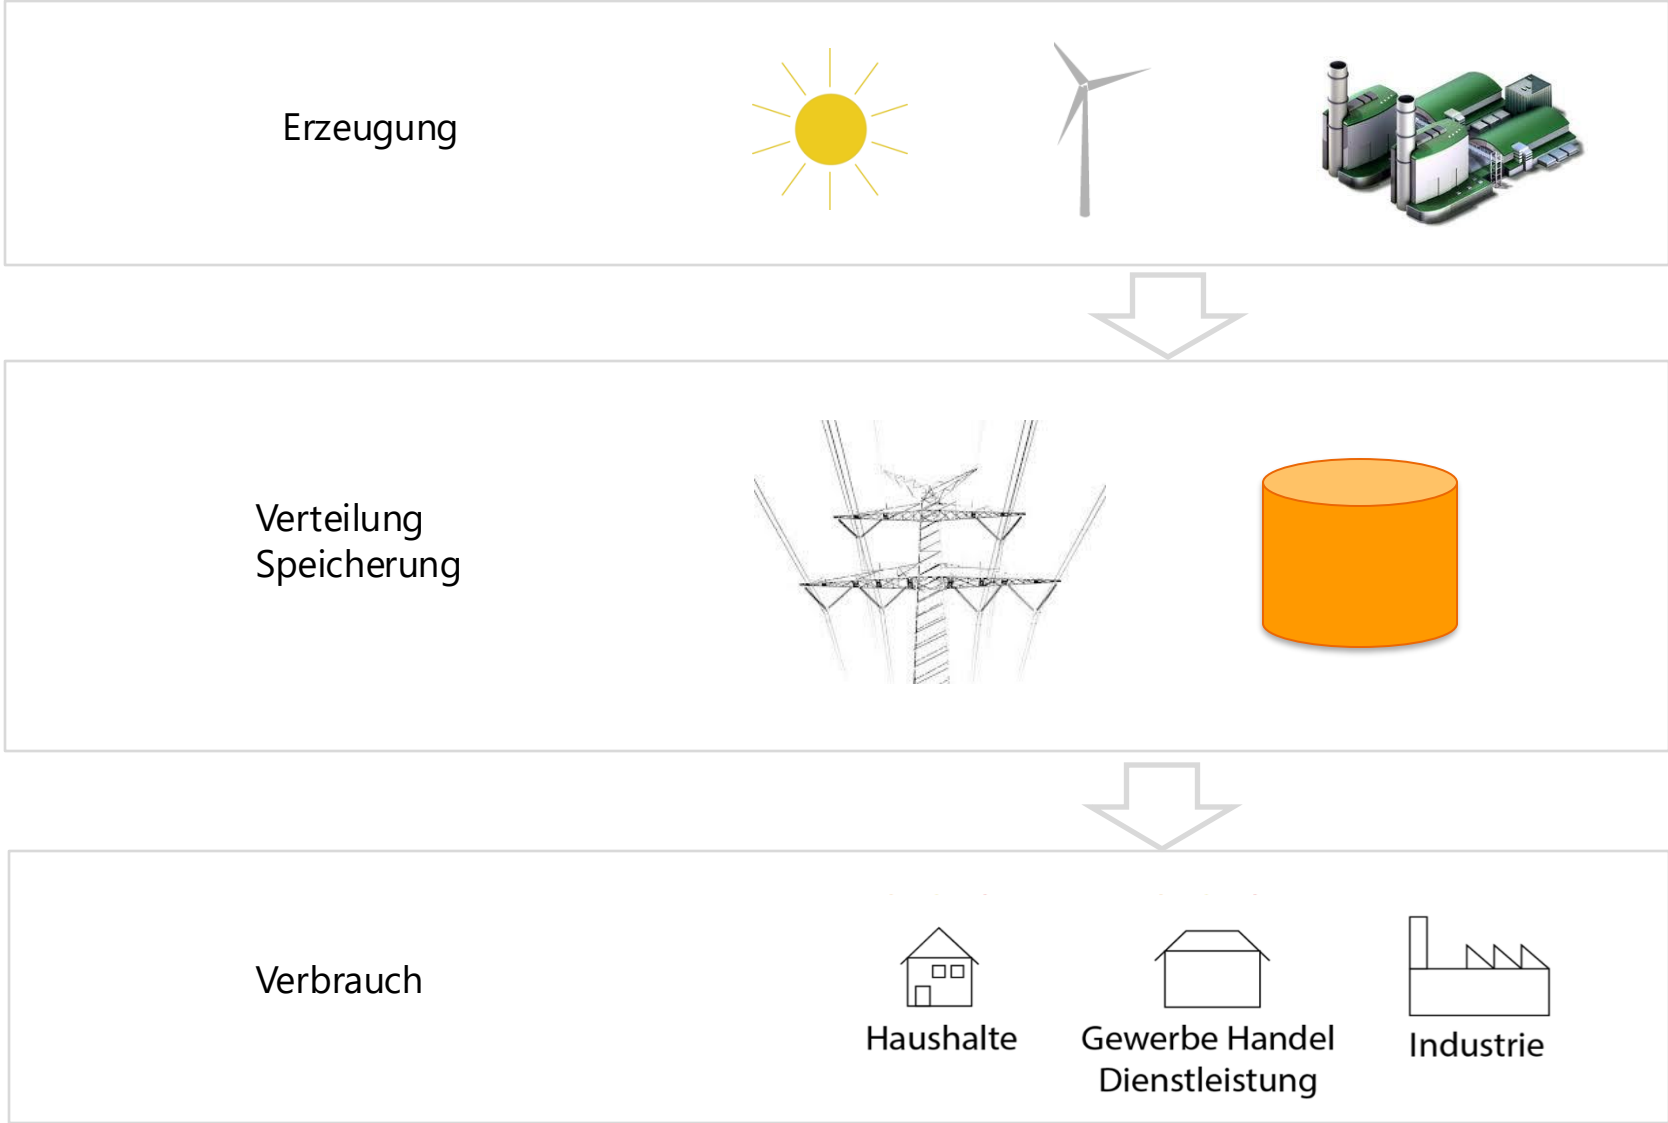 Erzeugung
Verteilung
Speicherung
Verbrauch
Haushalte
Gewerbe Handel
Dienstleistung
Industrie